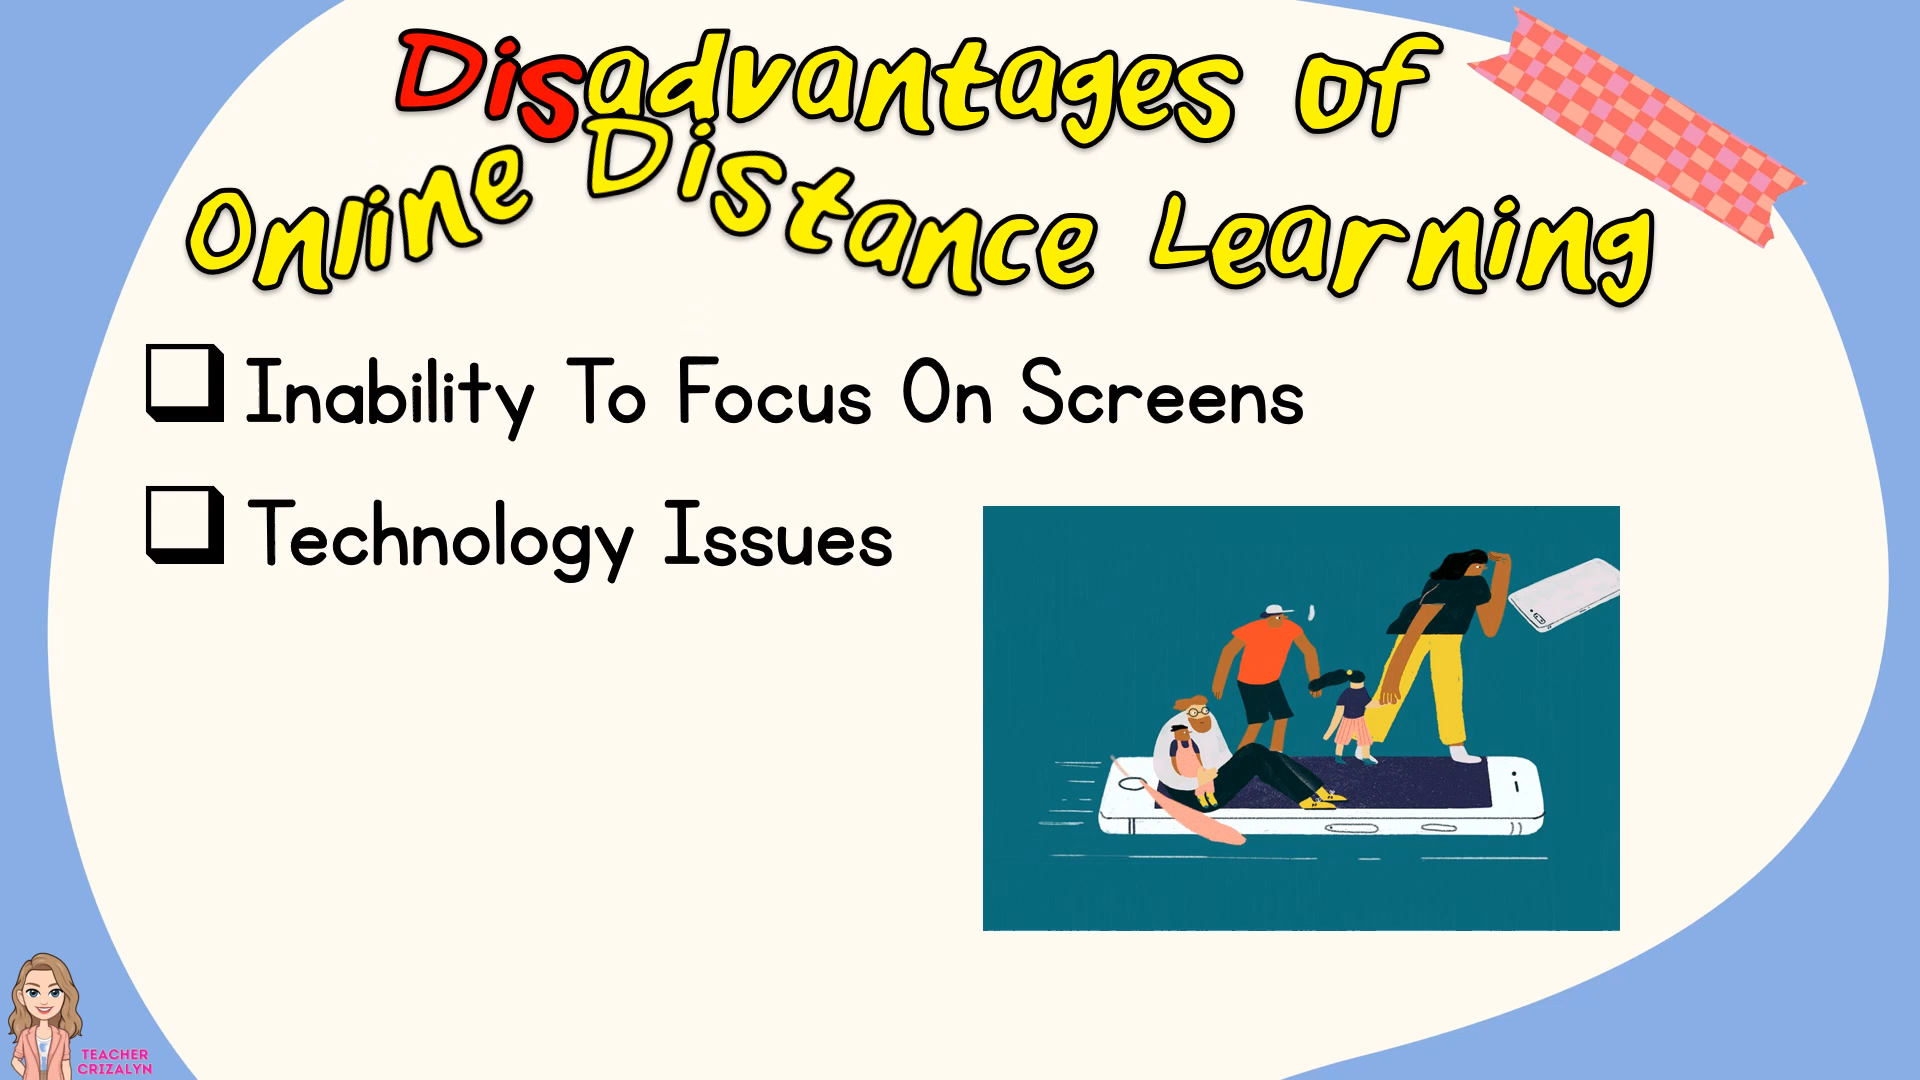 Disadvantages of
Online Distance Learning
Inability To Focus On Screens
Technology Issues
TEACHER
CRIZALYN